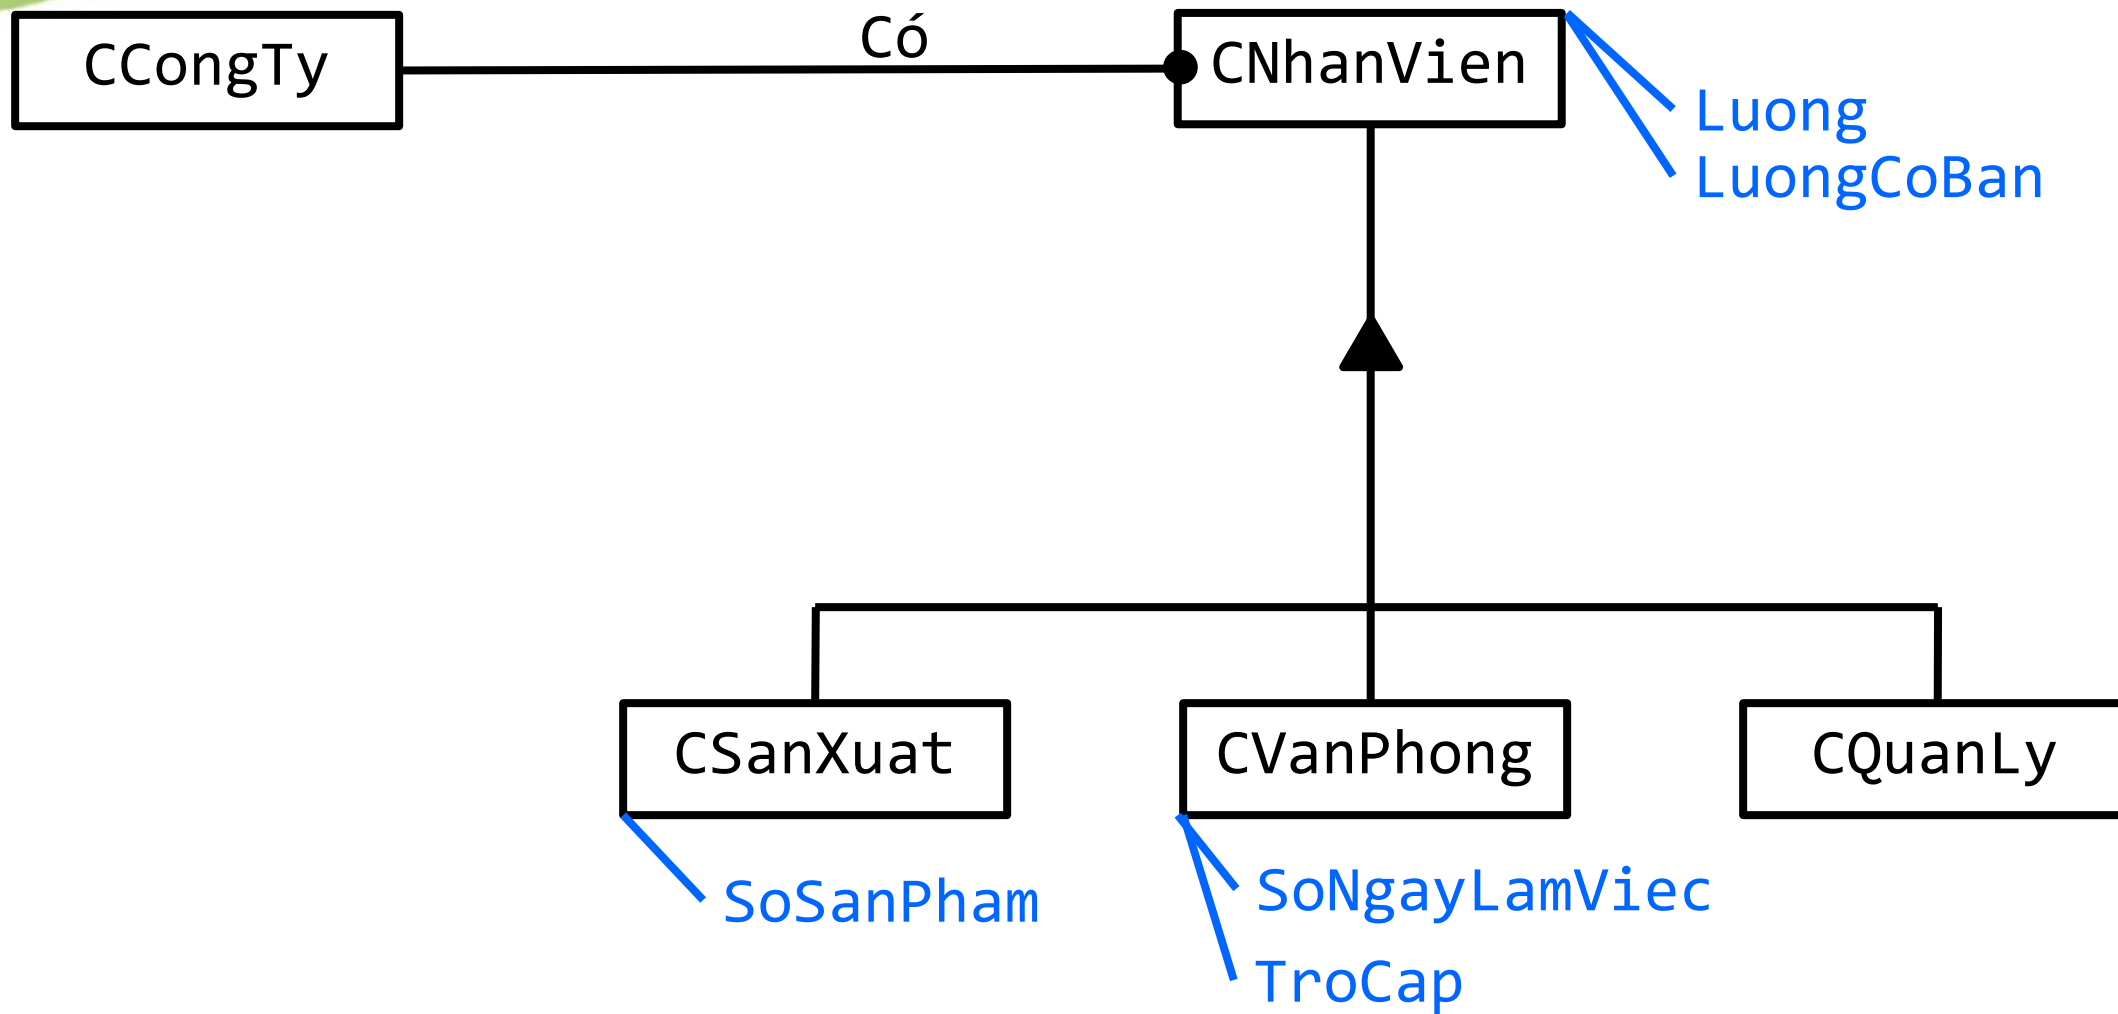 CCongTy
Có
CNhanVien
Luong
LuongCoBan
CSanXuat
CVanPhong
CQuanLy
SoSanPham
SoNgayLamViec
TroCap